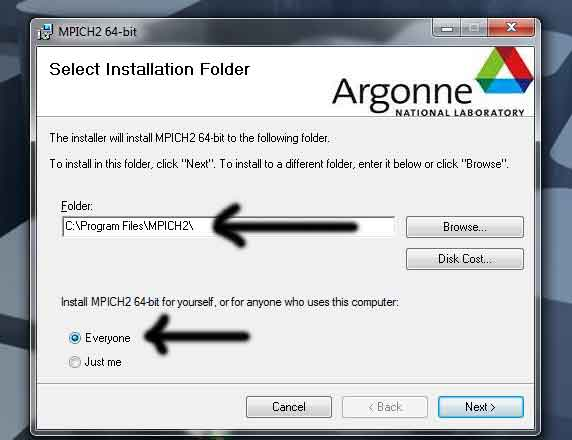 MPICH2 64-bit
Select Installation Folder
Argonne
NATIONAL LABORATORY
The installer will install MPICH2 64-bit to the following folder.
To install in this folder, click "Next". To install to a different folder, enter it below or click "Browse".
Folder:
C:\Program Files\MPICH2\
Browse...
Disk Cost...
Install MPICH2 64-bit for yourself, or for anyone who uses this computer:
Everyone
Just me
Cancel
< Back
Next >